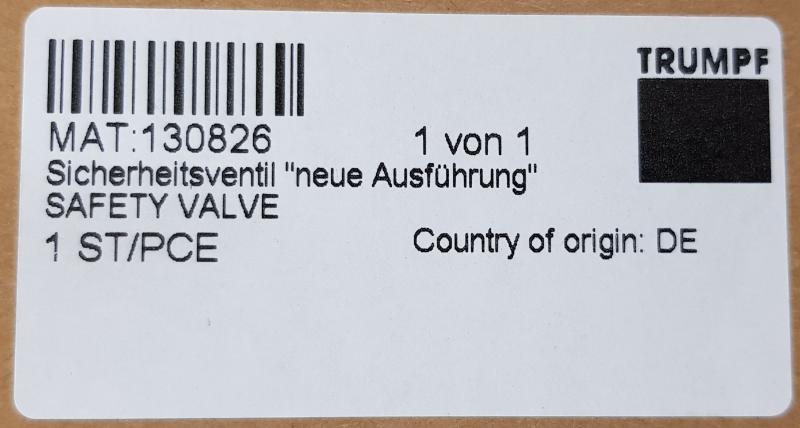 TRUMPF
MAT:130826 1 von 1
Sicherheitsventil "neue Ausführung"
SAFETY VALVE
1 ST/PCE Country of origin: DE